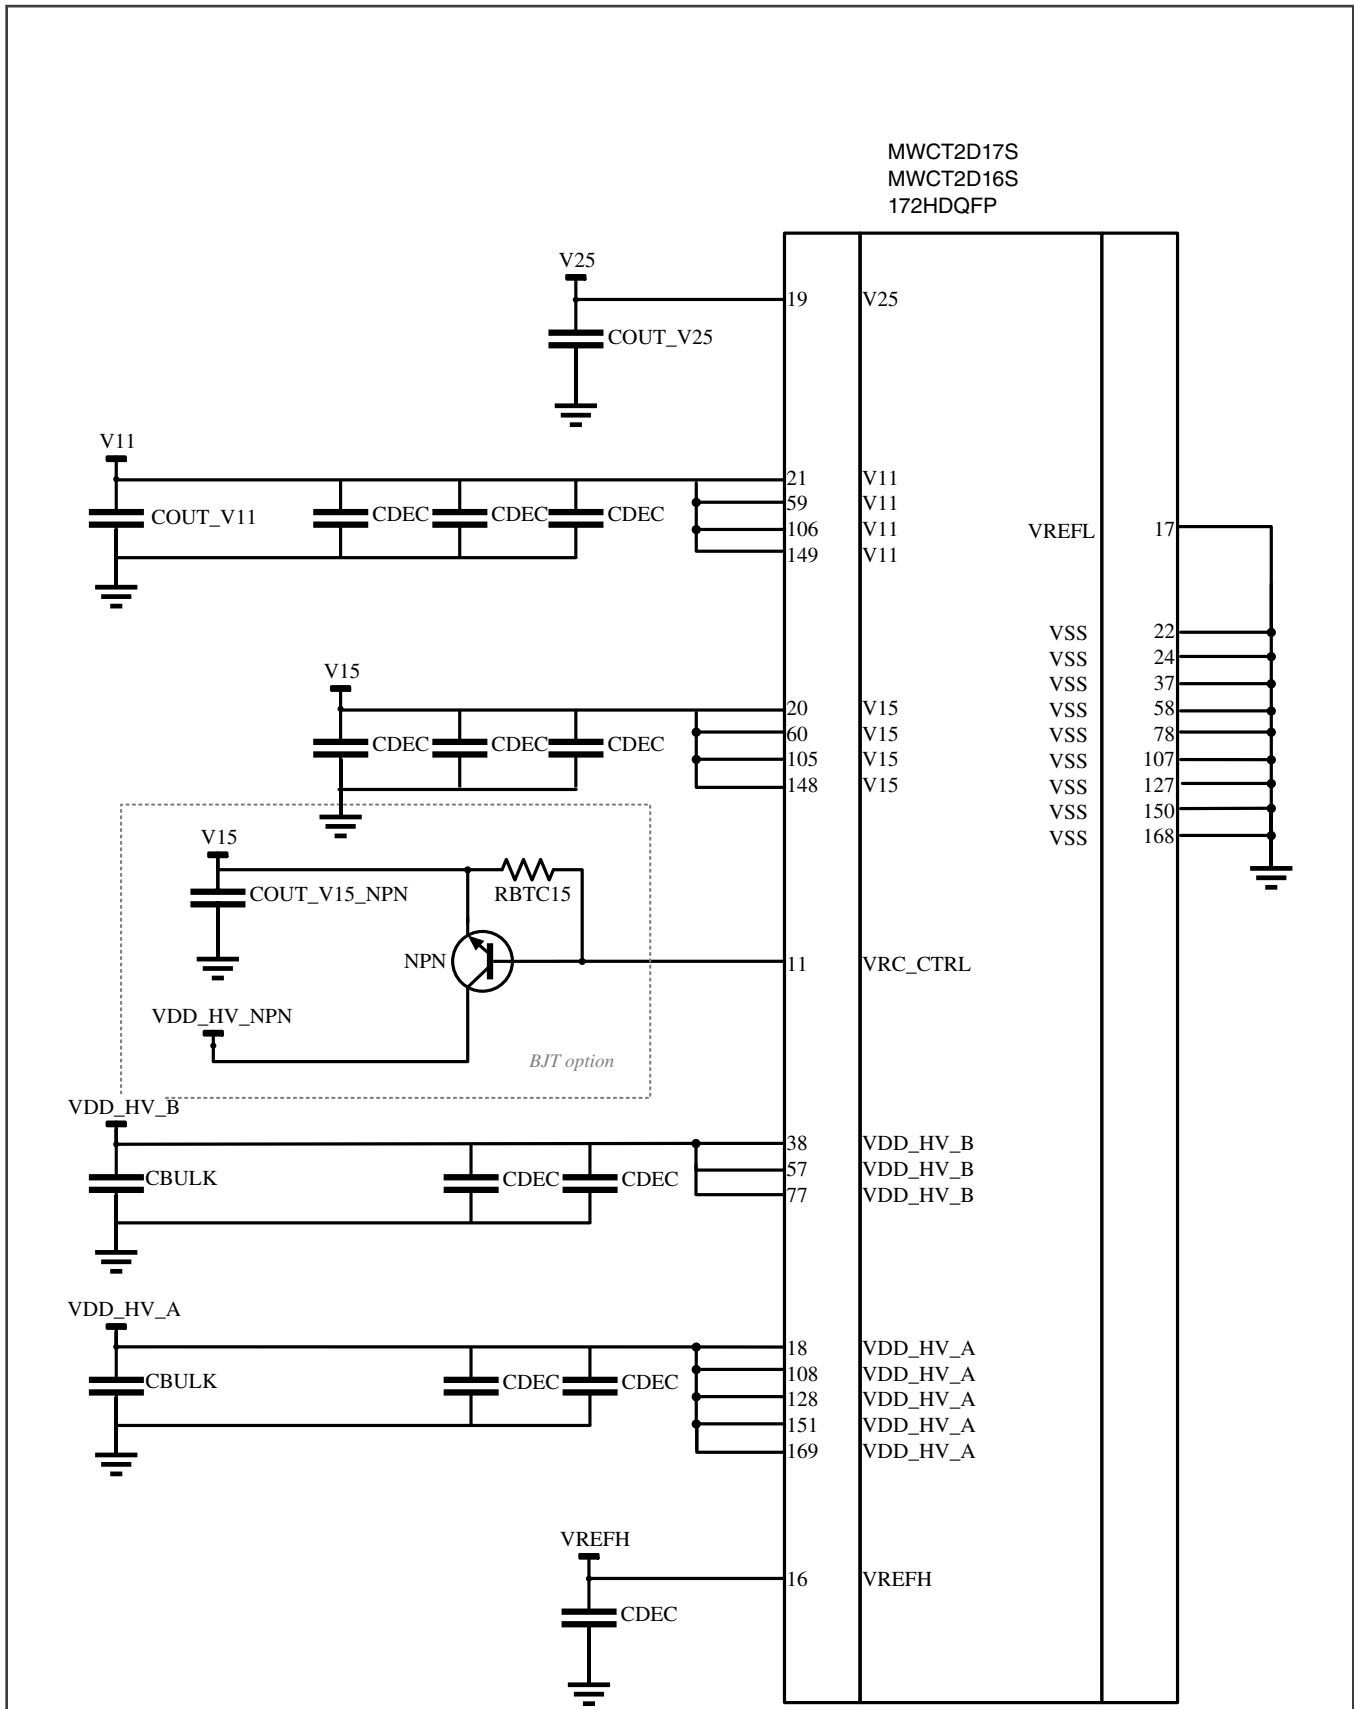 MWCT2D17S
MWCT2D16S
172HDQFP
V25
19 V25
COUT_V25
V11
21 V11
COUT_V11 CDEC CDEC CDEC
59 V11
106 V11
149 V11
VREFL 17
VSS 22
VSS 24
VSS 37
VSS 58
VSS 78
VSS 107
VSS 127
VSS 150
VSS 168
V15
20 V15
60 V15
CDEC CDEC CDEC
105 V15
148 V15
V15
COUT_V15_NPN RBTC15
NPN
11 VRC_CTRL
VDD_HV_NPN
BJT option
VDD_HV_B
38 VDD_HV_B
57 VDD_HV_B
CBULK CDEC CDEC
77 VDD_HV_B
VDD_HV_A
18 VDD_HV_A
108 VDD_HV_A
CBULK CDEC CDEC
128 VDD_HV_A
151 VDD_HV_A
169 VDD_HV_A
VREFH
16 VREFH
CDEC